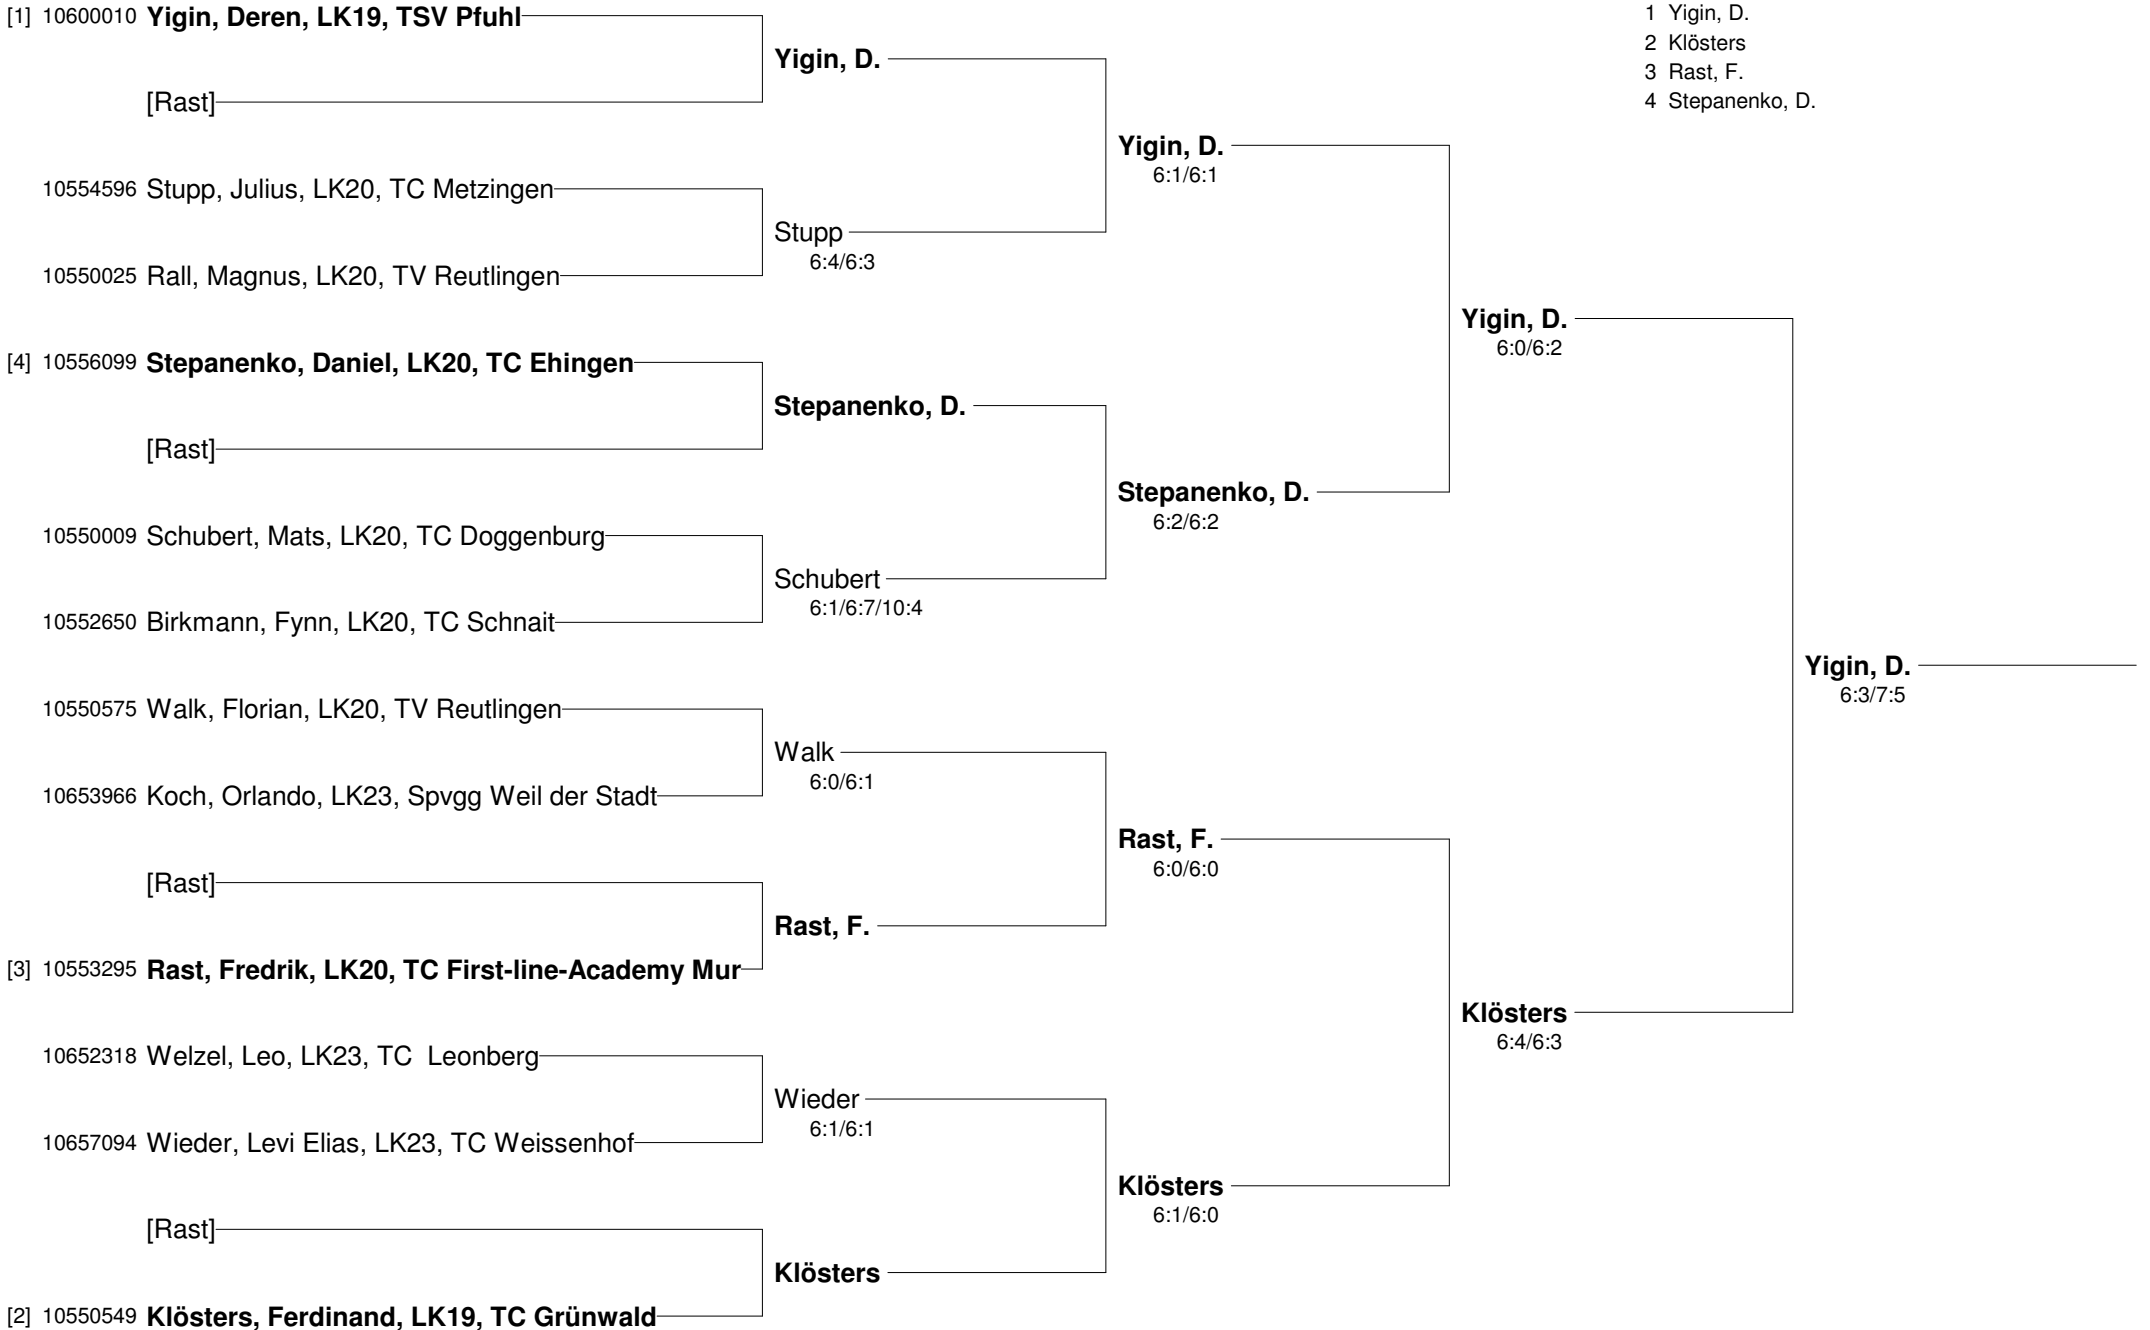 [1] 10600010 Yigin, Deren, LK19, TSV Pfuhl
[Rast]
10554596 Stupp, Julius, LK20, TC Metzingen
10550025 Rall, Magnus, LK20, TV Reutlingen
[4] 10556099 Stepanenko, Daniel, LK20, TC Ehingen
[Rast]
10550009 Schubert, Mats, LK20, TC Doggenburg
10552650 Birkmann, Fynn, LK20, TC Schnait
10550575 Walk, Florian, LK20, TV Reutlingen
10653966 Koch, Orlando, LK23, Spvgg Weil der Stadt
[Rast]
[3] 10553295 Rast, Fredrik, LK20, TC First-line-Academy Mur
10652318 Welzel, Leo, LK23, TC  Leonberg
10657094 Wieder, Levi Elias, LK23, TC Weissenhof
[Rast]
[2] 10550549 Klösters, Ferdinand, LK19, TC Grünwald
Yigin, D.
Stupp
6:4/6:3
Stepanenko, D.
Schubert
6:1/6:7/10:4
Walk
6:0/6:1
Rast, F.
Wieder
6:1/6:1
Klösters
Yigin, D.
6:1/6:1
Stepanenko, D.
6:2/6:2
Rast, F.
6:0/6:0
Klösters
6:1/6:0
Yigin, D.
6:0/6:2
Klösters
6:4/6:3
Yigin, D.
6:3/7:5
1 Yigin, D.
2 Klösters
3 Rast, F.
4 Stepanenko, D.